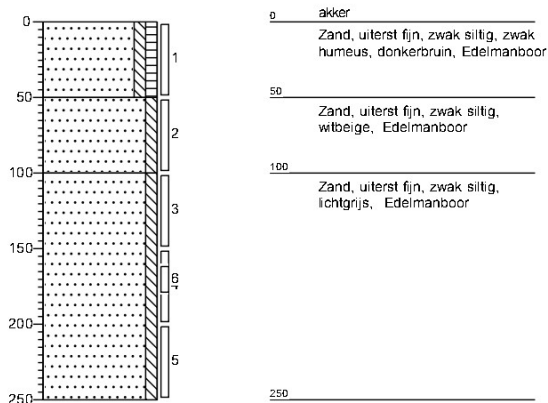 0
50
100
150
200
250
1
2
3
6
5
0
akker
Zand, uiterst fijn, zwak siltig, zwak
humeus, donkerbruin, Edelmanboor
50
Zand, uiterst fijn, zwak siltig,
witbeige, Edelmanboor
100
Zand, uiterst fijn, zwak siltig,
lichtgrijs, Edelmanboor
250